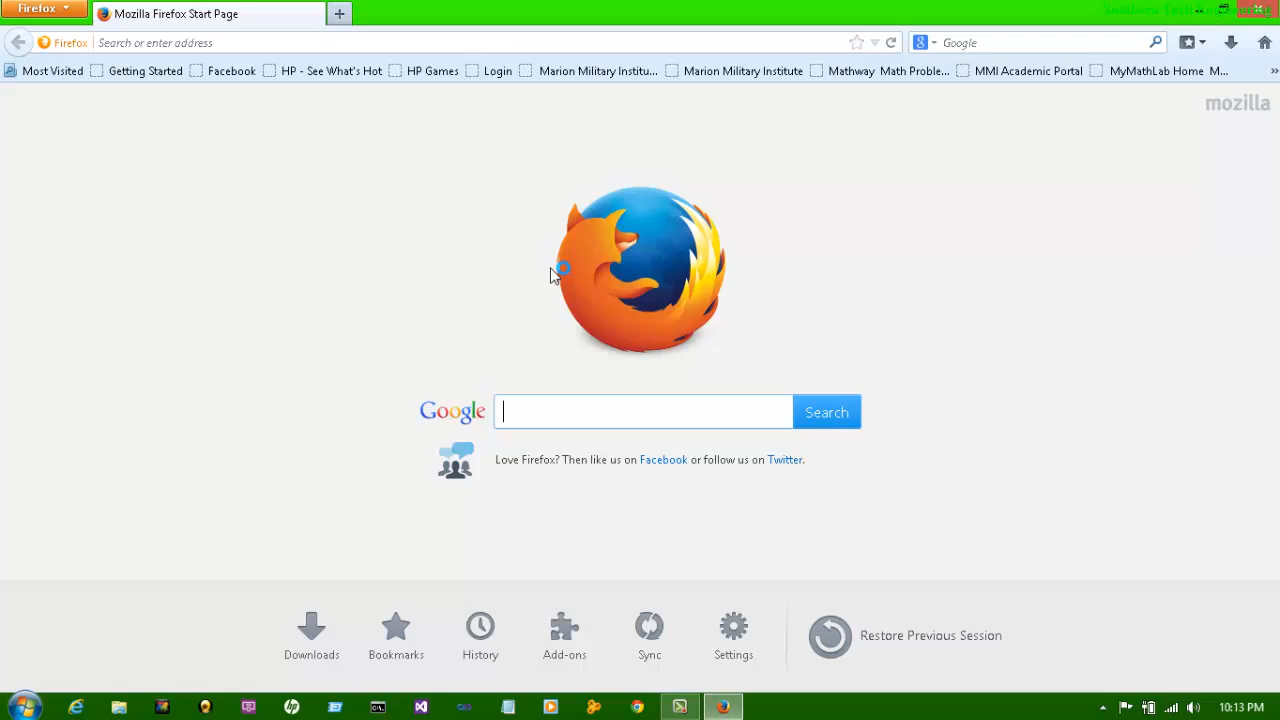 Firefox
Mozilla Firefox Start Page
Southern Tech Engineering
Firefox
Search or enter address
Google
Most Visited
Getting Started
Facebook
HP - See What's Hot
HP Games
Login
Marion Military Institu...
Marion Military Institute
Mathway Math Proble...
MMI Academic Portal
MyMathLab Home M...
mozilla
Google
Search
Love Firefox? Then like us on Facebook or follow us on Twitter.
Downloads
Bookmarks
History
Add-ons
Sync
Settings
Restore Previous Session
10:13 PM